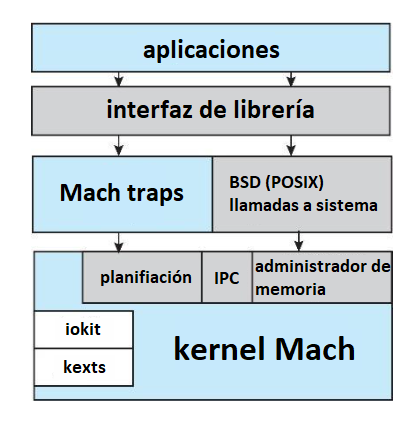 aplicaciones
interfaz de librería
Mach traps
BSD (POSIX)
llamadas a sistema
planifiación
IPC
administrador de
memoria
iokit
kexts
kernel Mach